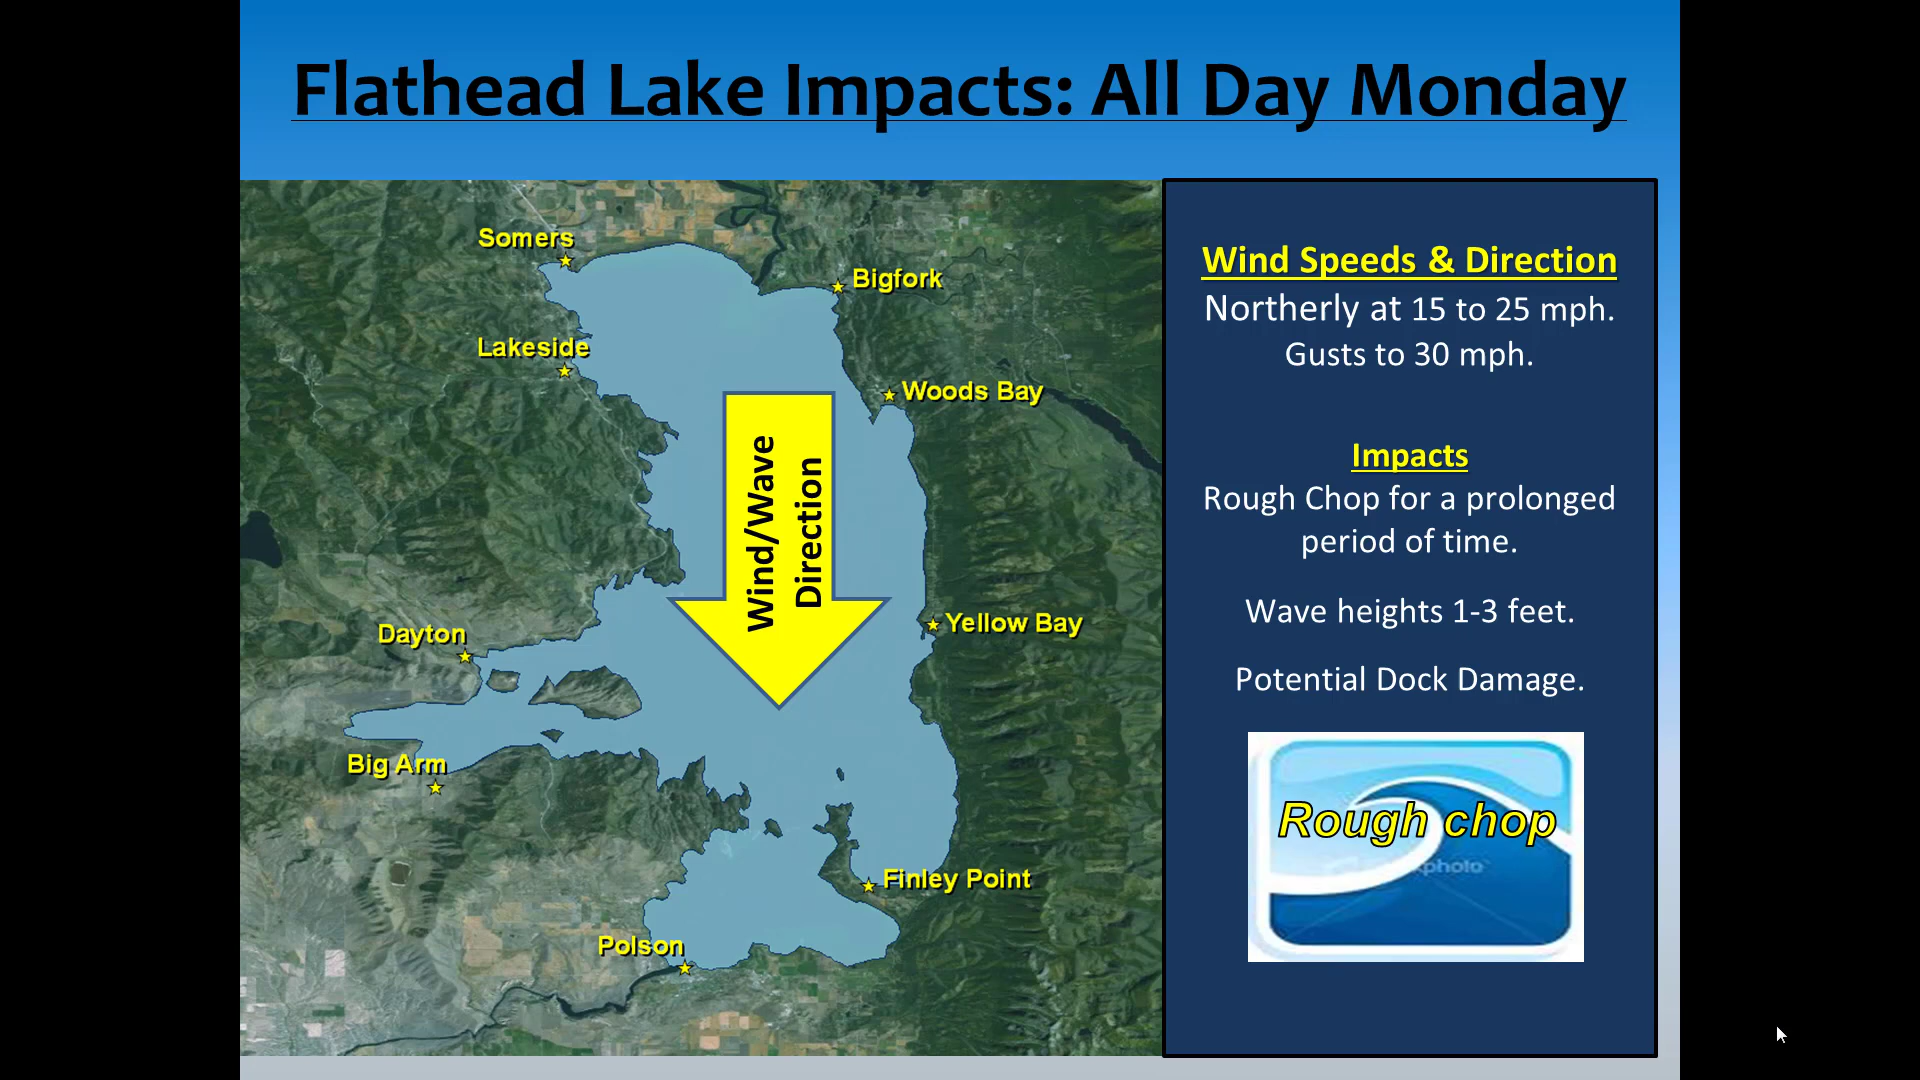 Flathead Lake Impacts: All Day Monday
Somers
Bigfork
Lakeside
Woods Bay
Wind/Wave
Direction
Yellow Bay
Dayton
Big Arm
Finley Point
Polson
Wind Speeds & Direction
Northerly at 15 to 25 mph.
Gusts to 30 mph.
Impacts
Rough Chop for a prolonged
period of time.
Wave heights 1-3 feet.
Potential Dock Damage.
Rough chop